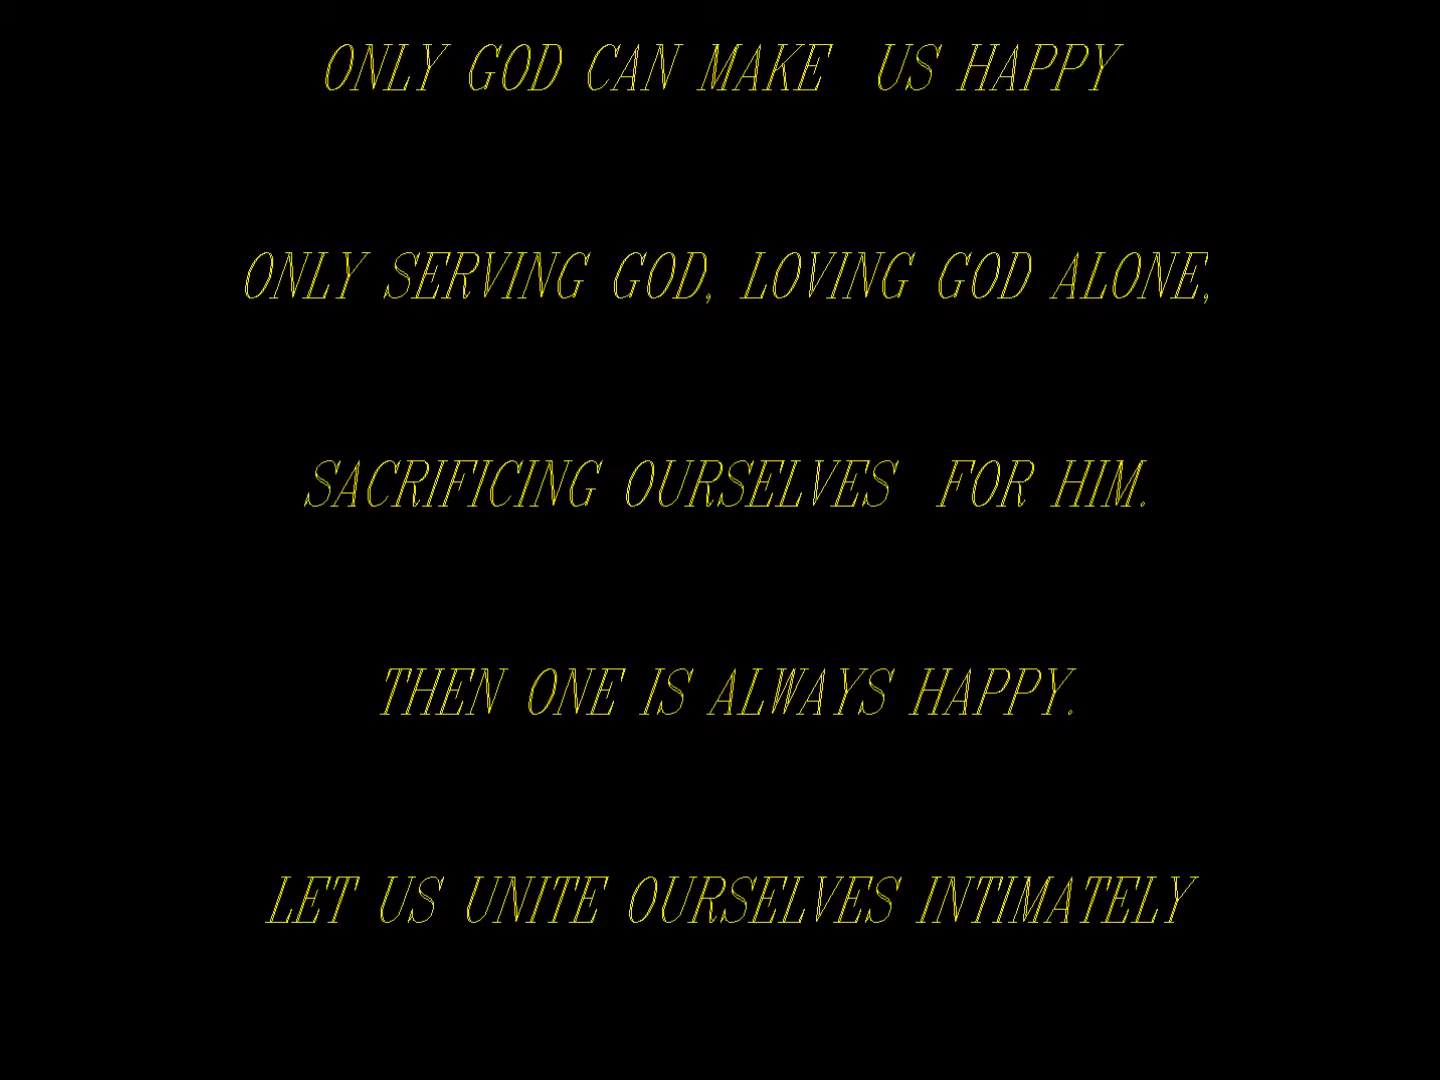 ONLY GOD CAN MAKE  US HAPPY
ONLY SERVING GOD, LOVING GOD ALONE,
SACRIFICING OURSELVES  FOR HIM.
THEN ONE IS ALWAYS HAPPY.
LET US UNITE OURSELVES INTIMATELY